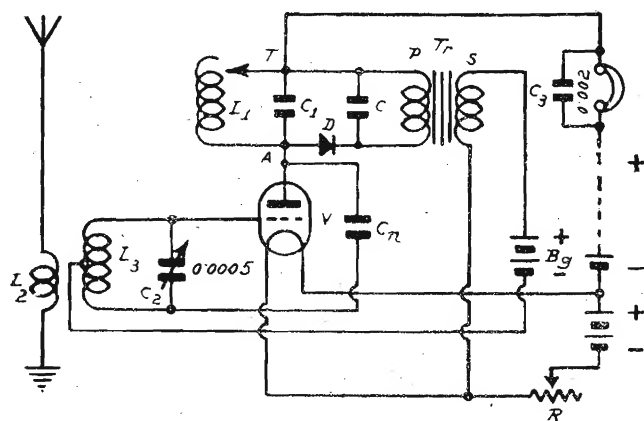 T
P
Tr
S
L1
C1
C
C3
0.002
D
A
+
V
Cn
L2
L3
C2
0.0005
+
Bg
-
-
+
-
R